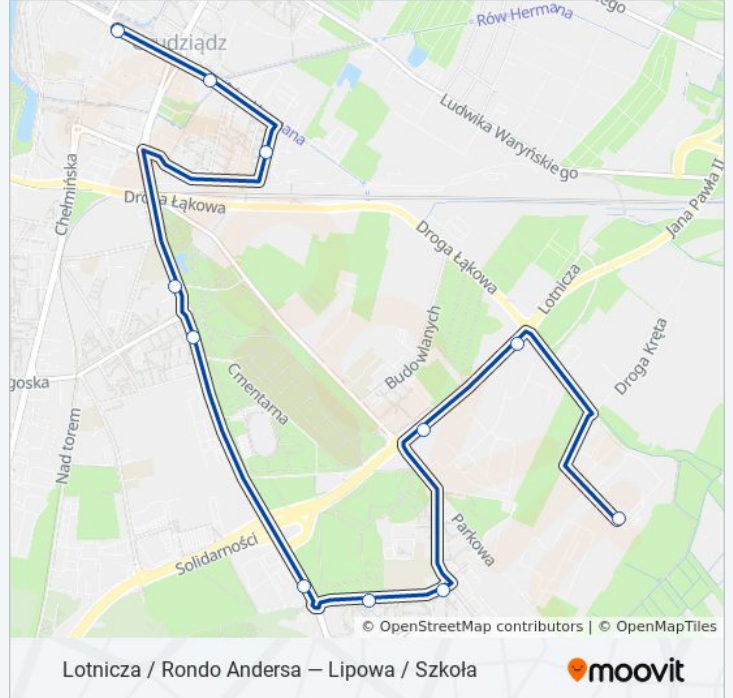 Rów Hermana
Grudziądz
Ludwika Waryńskiego
Chełmińska
Droga Łąkowa
Jana Pawła II
Droga Łąkowa
Lotnicza
Budowlanych
Droga Kręta
goska
Cmentarna
Nad torem
Solidarności
Parkowa
© OpenStreetMap contributors | © OpenMapTiles
Lotnicza / Rondo Andersa — Lipowa / Szkoła
moovit